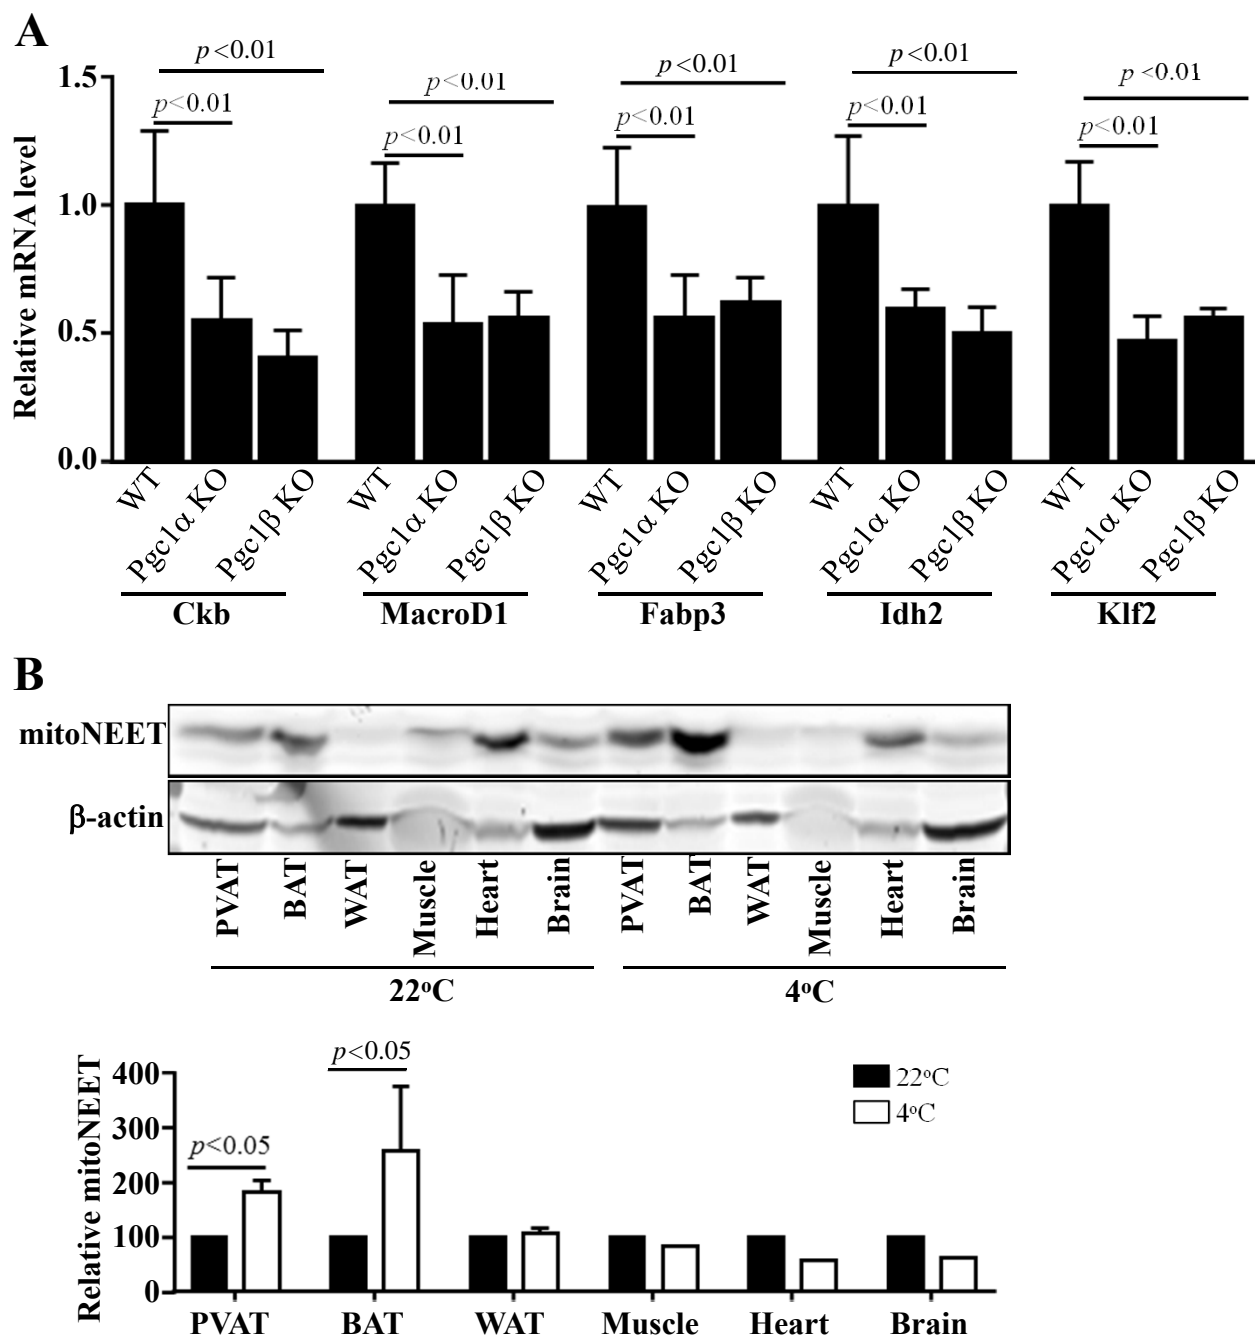 A
p<0.01 p<0.01 p<0.01 p<0.01 p<0.01
p<0.01 p<0.01 p<0.01 p<0.01 p<0.01
Relative mRNA level
1.5
1.0
0.5
0.0
WT Pgc1α KO Pgc1β KO WT Pgc1α KO Pgc1β KO WT Pgc1α KO Pgc1β KO WT Pgc1α KO Pgc1β KO WT Pgc1α KO Pgc1β KO
Ckb MacroD1 Fabp3 Idh2 Klf2
B
mitoNEET
β-actin
PVAT BAT WAT Muscle Heart Brain PVAT BAT WAT Muscle Heart Brain
22°C 4°C
Relative mitoNEET
400
300
200
100
0
p<0.05
p<0.05
22°C
4°C
PVAT BAT WAT Muscle Heart Brain